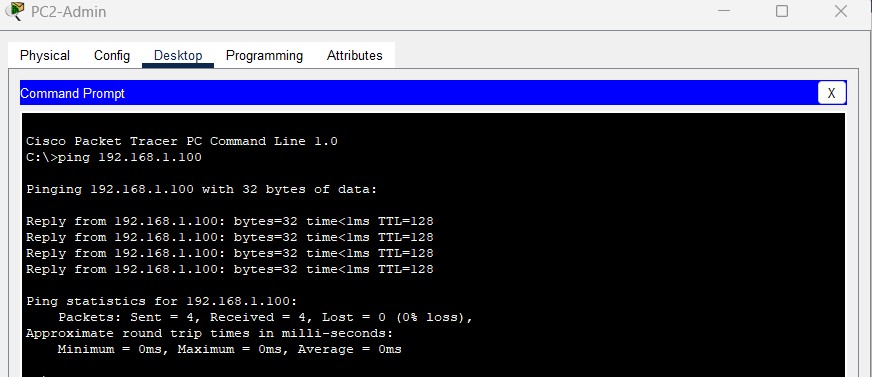 PC2-Admin
Physical Config Desktop Programming Attributes
Command Prompt X
Cisco Packet Tracer PC Command Line 1.0
C:\>ping 192.168.1.100
Pinging 192.168.1.100 with 32 bytes of data:
Reply from 192.168.1.100: bytes=32 time<1ms TTL=128
Reply from 192.168.1.100: bytes=32 time<1ms TTL=128
Reply from 192.168.1.100: bytes=32 time<1ms TTL=128
Reply from 192.168.1.100: bytes=32 time<1ms TTL=128
Ping statistics for 192.168.1.100:
Packets: Sent = 4, Received = 4, Lost = 0 (0% loss),
Approximate round trip times in milli-seconds:
Minimum = 0ms, Maximum = 0ms, Average = 0ms